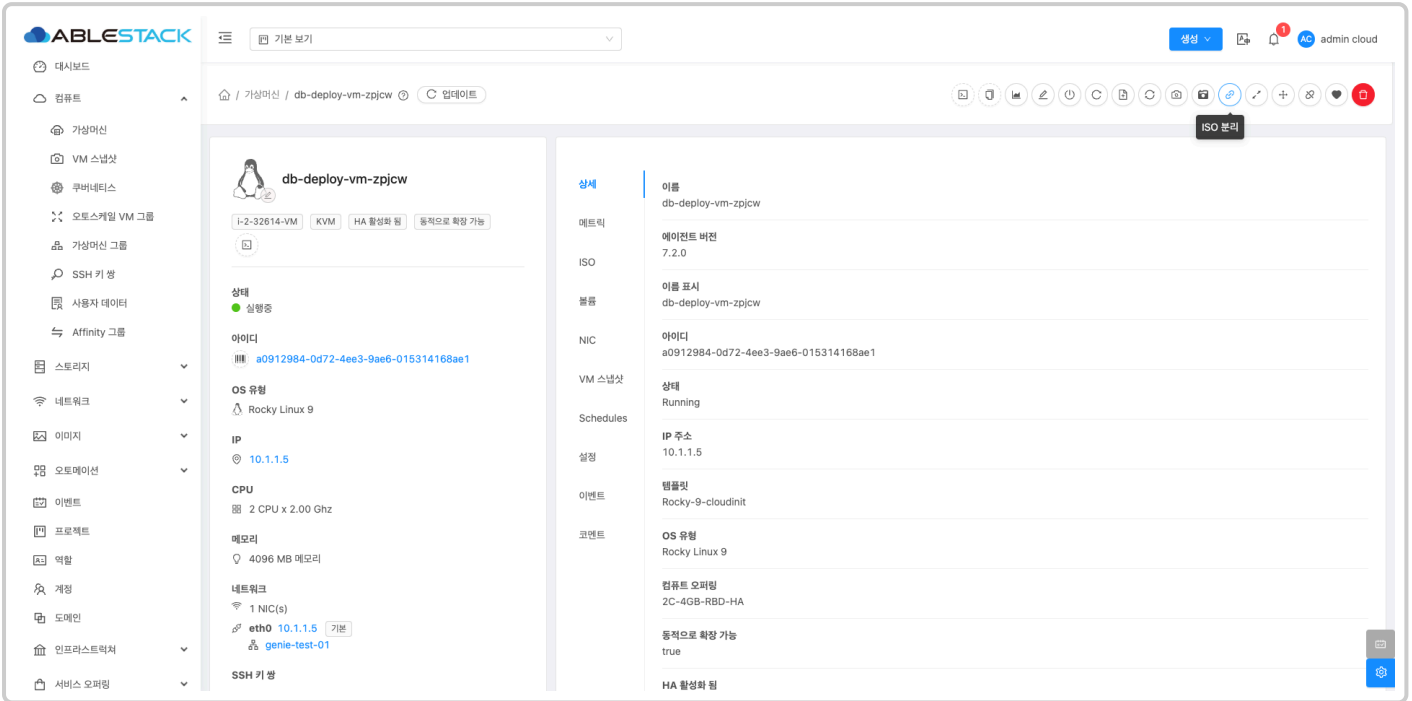 ABLESTACK
기본 보기
생성
1
AC
admin cloud
대시보드
컴퓨트
가상머신
VM 스냅샷
쿠버네티스
오토스케일 VM 그룹
가상머신 그룹
SSH 키 쌍
사용자 데이터
Affinity 그룹
스토리지
네트워크
이미지
오토메이션
이벤트
프로젝트
역할
계정
도메인
인프라스트럭쳐
서비스 오퍼링
/ 가상머신 / db-deploy-vm-zpjcw
업데이트
ISO 분리
db-deploy-vm-zpjcw
i-2-32614-VM
KVM
HA 활성화 됨
동적으로 확장 가능
상태
실행중
아이디
a0912984-0d72-4ee3-9ae6-015314168ae1
OS 유형
Rocky Linux 9
IP
10.1.1.5
CPU
2 CPU x 2.00 Ghz
메모리
4096 MB 메모리
네트워크
1 NIC(s)
eth0 10.1.1.5 기본
genie-test-01
SSH 키 쌍
상세
메트릭
ISO
볼륨
NIC
VM 스냅샷
Schedules
설정
이벤트
코멘트
이름
db-deploy-vm-zpjcw
에이전트 버전
7.2.0
이름 표시
db-deploy-vm-zpjcw
아이디
a0912984-0d72-4ee3-9ae6-015314168ae1
상태
Running
IP 주소
10.1.1.5
템플릿
Rocky-9-cloudinit
OS 유형
Rocky Linux 9
컴퓨트 오퍼링
2C-4GB-RBD-HA
동적으로 확장 가능
true
HA 활성화 됨